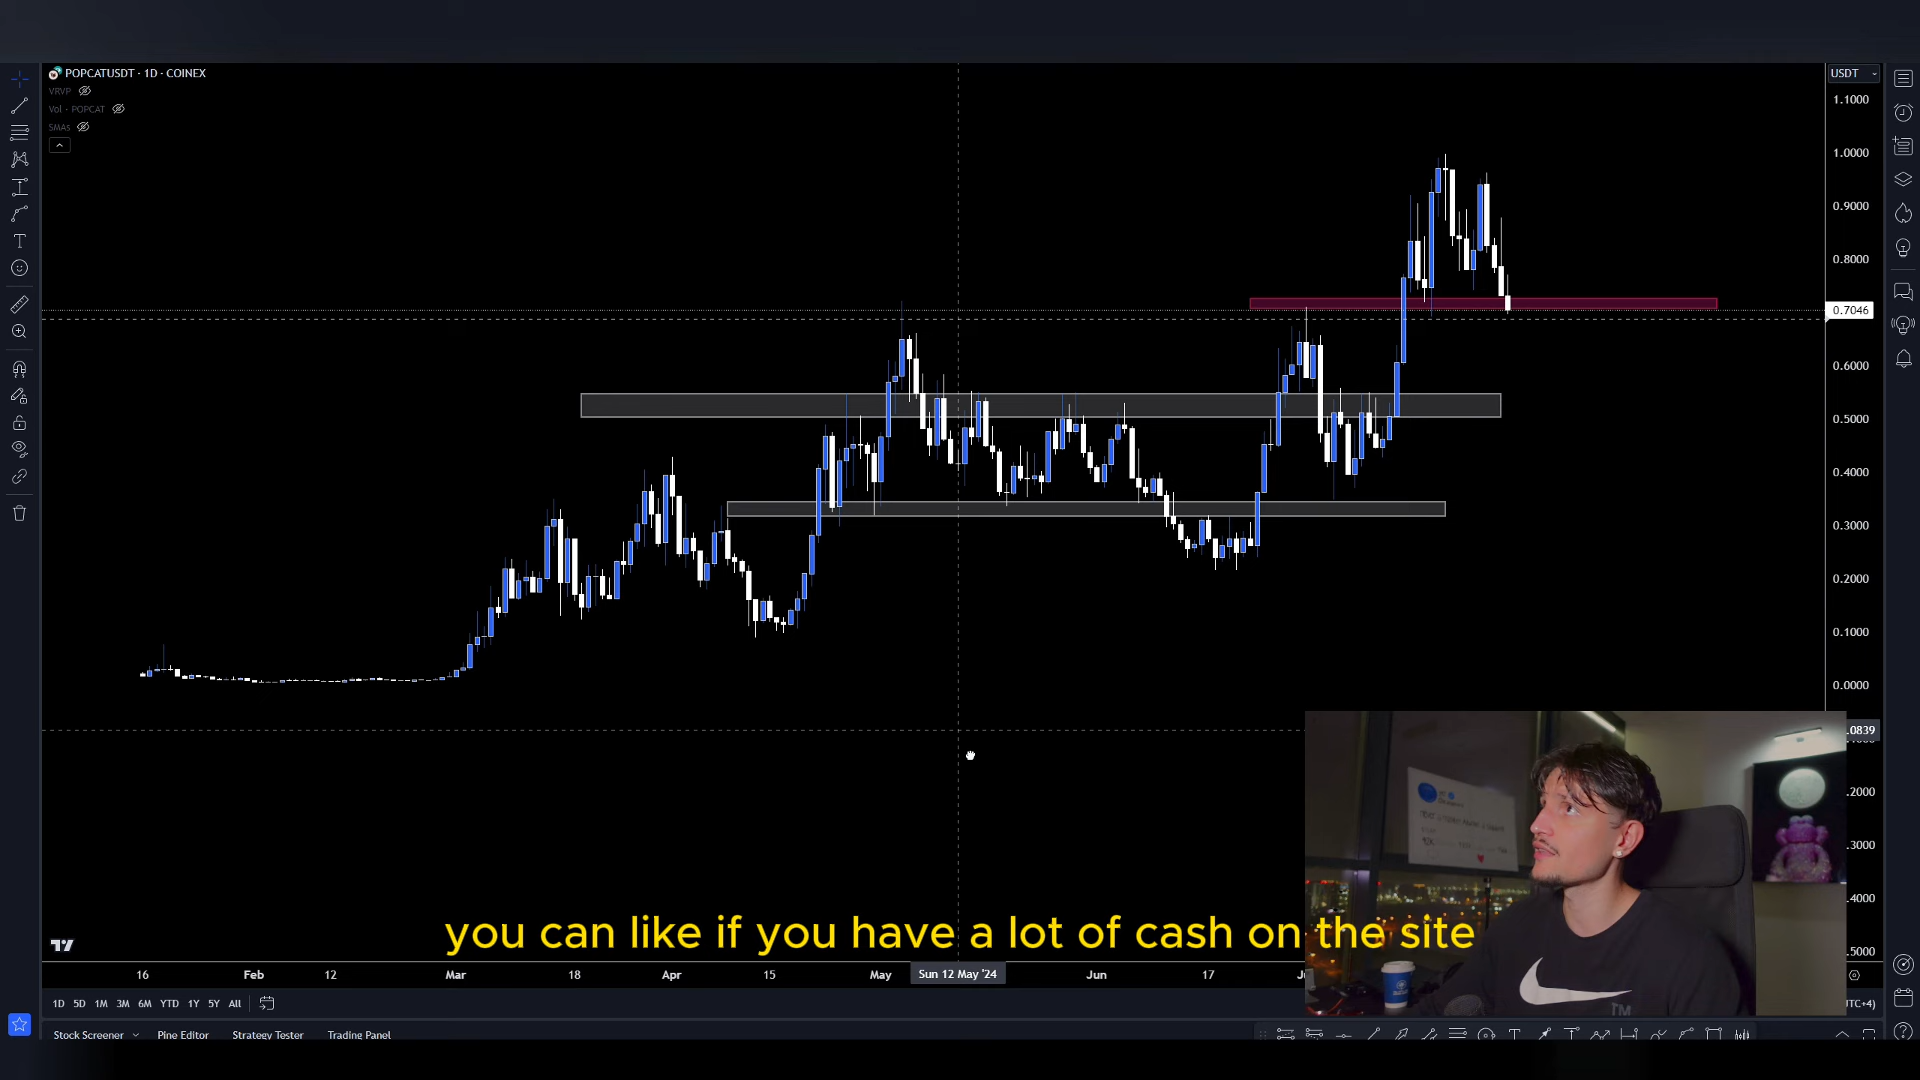 POPCATUSDT · 1D · COINEX
USDT
VRVP
Vol · POPCAT
SMAs
1.1000
1.0000
0.9000
0.8000
0.7046
0.6000
0.5000
0.4000
0.3000
0.2000
0.1000
0.0000
.0839
.2000
.3000
.4000
.5000
you can like if you have a lot of cash on the site
16 Feb 12 Mar 18 Apr 15 May Sun 12 May '24 Jun 17
1D 5D 1M 3M 6M YTD 1Y 5Y All
TC+4)
Stock Screener Pine Editor Strategy Tester Trading Panel
TM